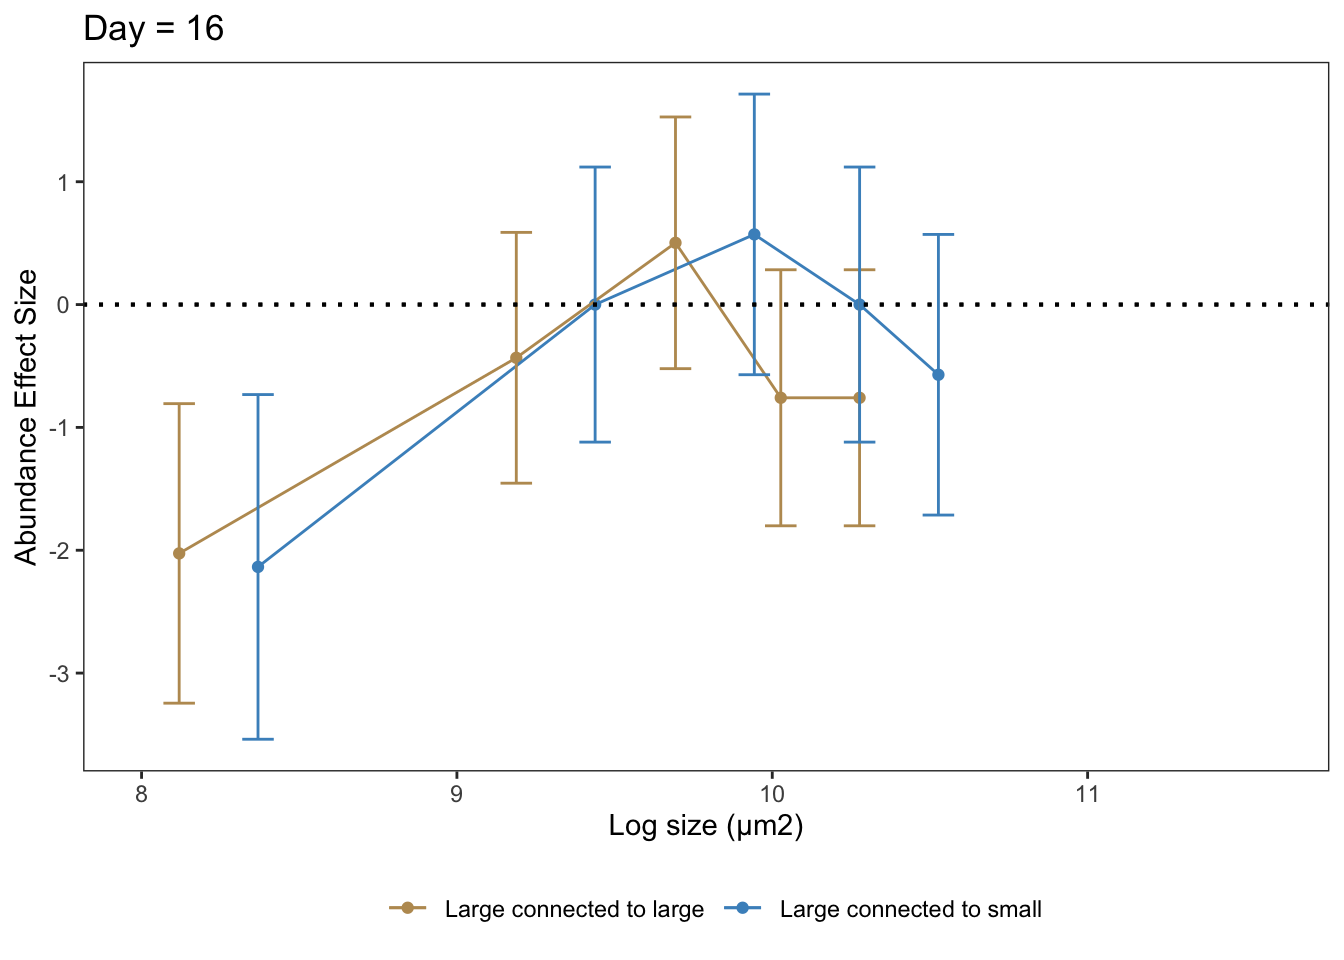 Day = 16
Abundance Effect Size
1
0
-1
-2
-3
8 9 10 11
Log size (µm2)
Large connected to large Large connected to small